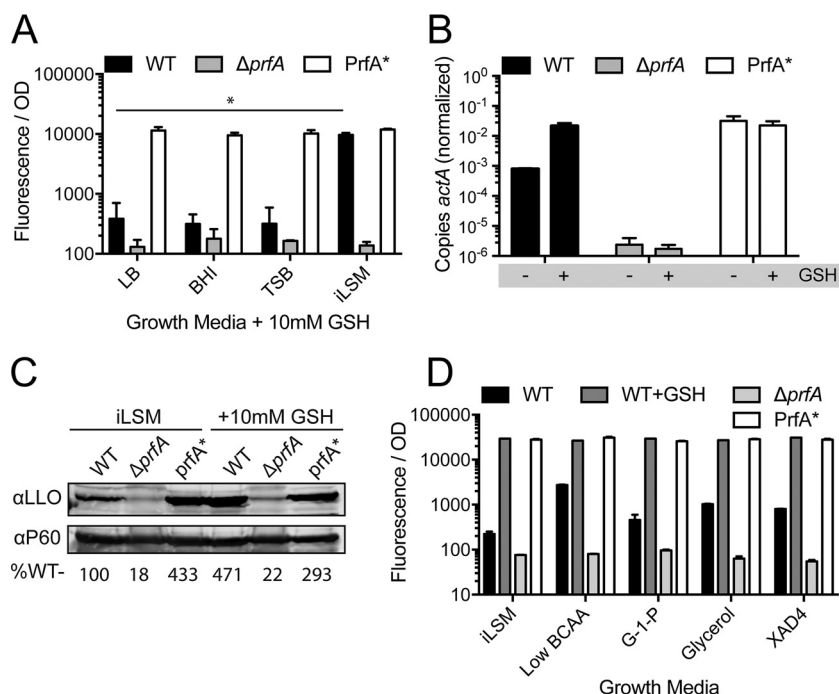 A
WT ΔprfA PrfA*
Fluorescence / OD
100000
10000
1000
100
*
LB BHI TSB iLSM
Growth Media + 10mM GSH
B
WT ΔprfA PrfA*
Copies actA (normalized)
10⁰
10⁻¹
10⁻²
10⁻³
10⁻⁴
10⁻⁵
10⁻⁶
- + - + - + GSH
C
iLSM +10mM GSH
WT ΔprfA prfA* WT ΔprfA prfA*
αLLO
αP60
%WT- 100 18 433 471 22 293
D
WT WT+GSH ΔprfA
PrfA*
Fluorescence / OD
100000
10000
1000
100
10
iLSM Low BCAA G-1-P Glycerol XAD4
Growth Media